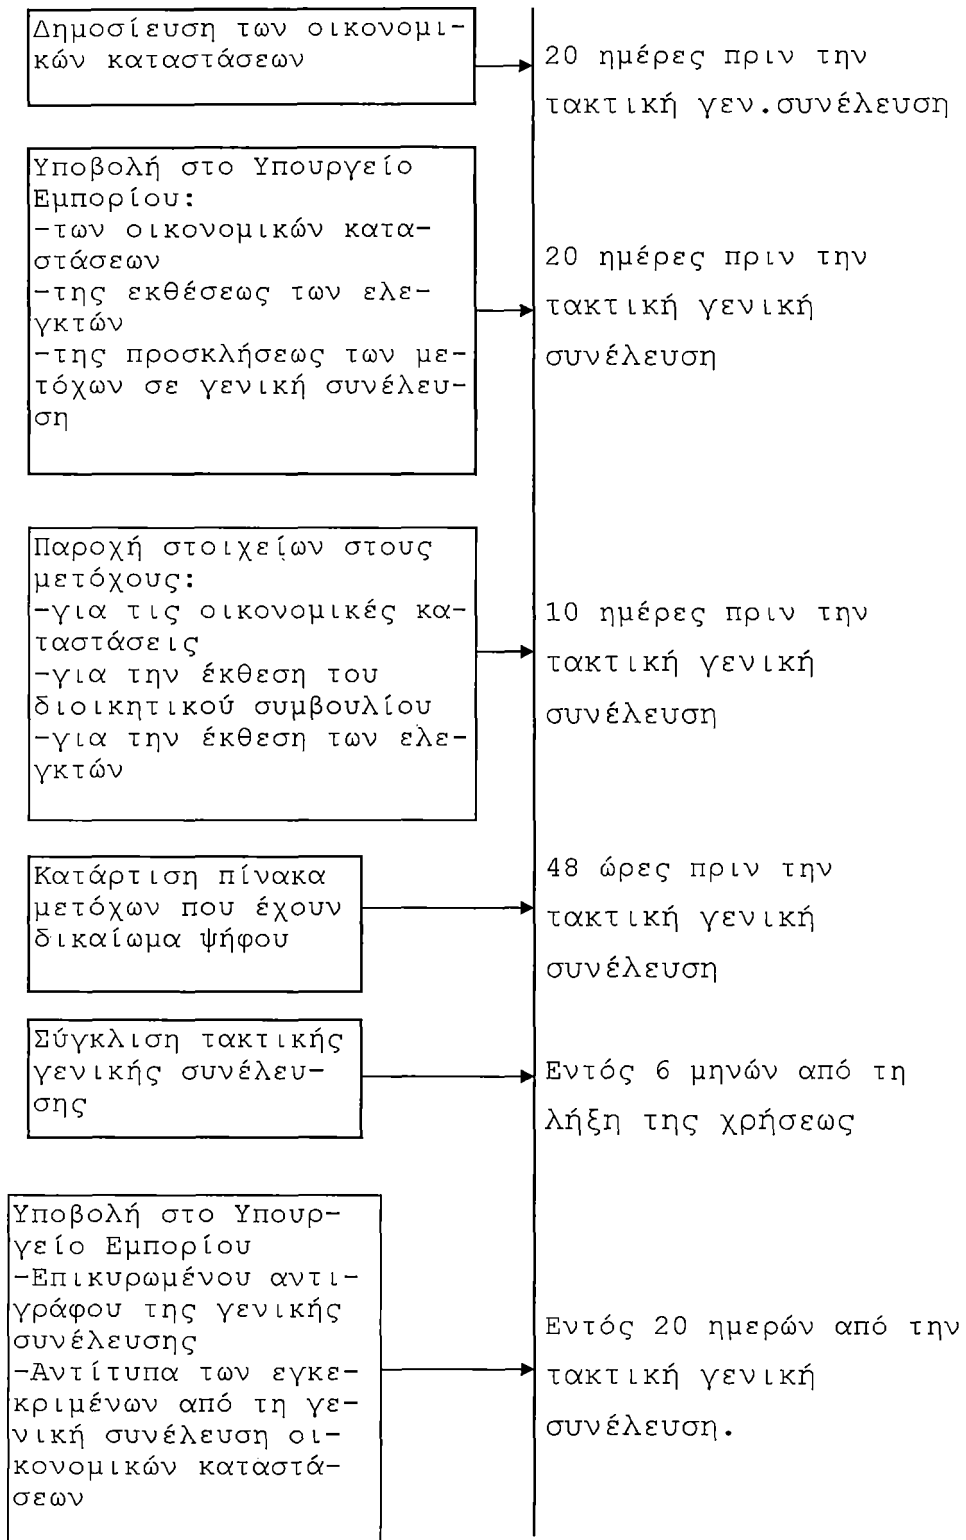 Δημοσίευση των οικονομι-
κών καταστάσεων
20 ημέρες πριν την
τακτική γεν.συνέλευση
Υποβολή στο Υπουργείο
Εμπορίου:
-των οικονομικών κατα-
στάσεων
-της εκθέσεως των ελε-
γκτών
-της προσκλήσεως των με-
τόχων σε γενική συνέλευ-
ση
20 ημέρες πριν την
τακτική γενική
συνέλευση
Παροχή στοιχείων στους
μετόχους:
-για τις οικονομικές κα-
ταστάσεις
-για την έκθεση του
διοικητικού συμβουλίου
-για την έκθεση των ελε-
γκτών
10 ημέρες πριν την
τακτική γενική
συνέλευση
Κατάρτιση πίνακα
μετόχων που έχουν
δικαίωμα ψήφου
48 ώρες πριν την
τακτική γενική
συνέλευση
Σύγκλιση τακτικής
γενικής συνέλευ-
σης
Εντός 6 μηνών από τη
λήξη της χρήσεως
Υποβολή στο Υπουρ-
γείο Εμπορίου
-Επικυρωμένου αντι-
γράφου της γενικής
συνέλευσης
-Αντίτυπα των εγκε-
κριμένων από τη γε-
νική συνέλευση οι-
κονομικών καταστά-
σεων
Εντός 20 ημερών από την
τακτική γενική
συνέλευση.